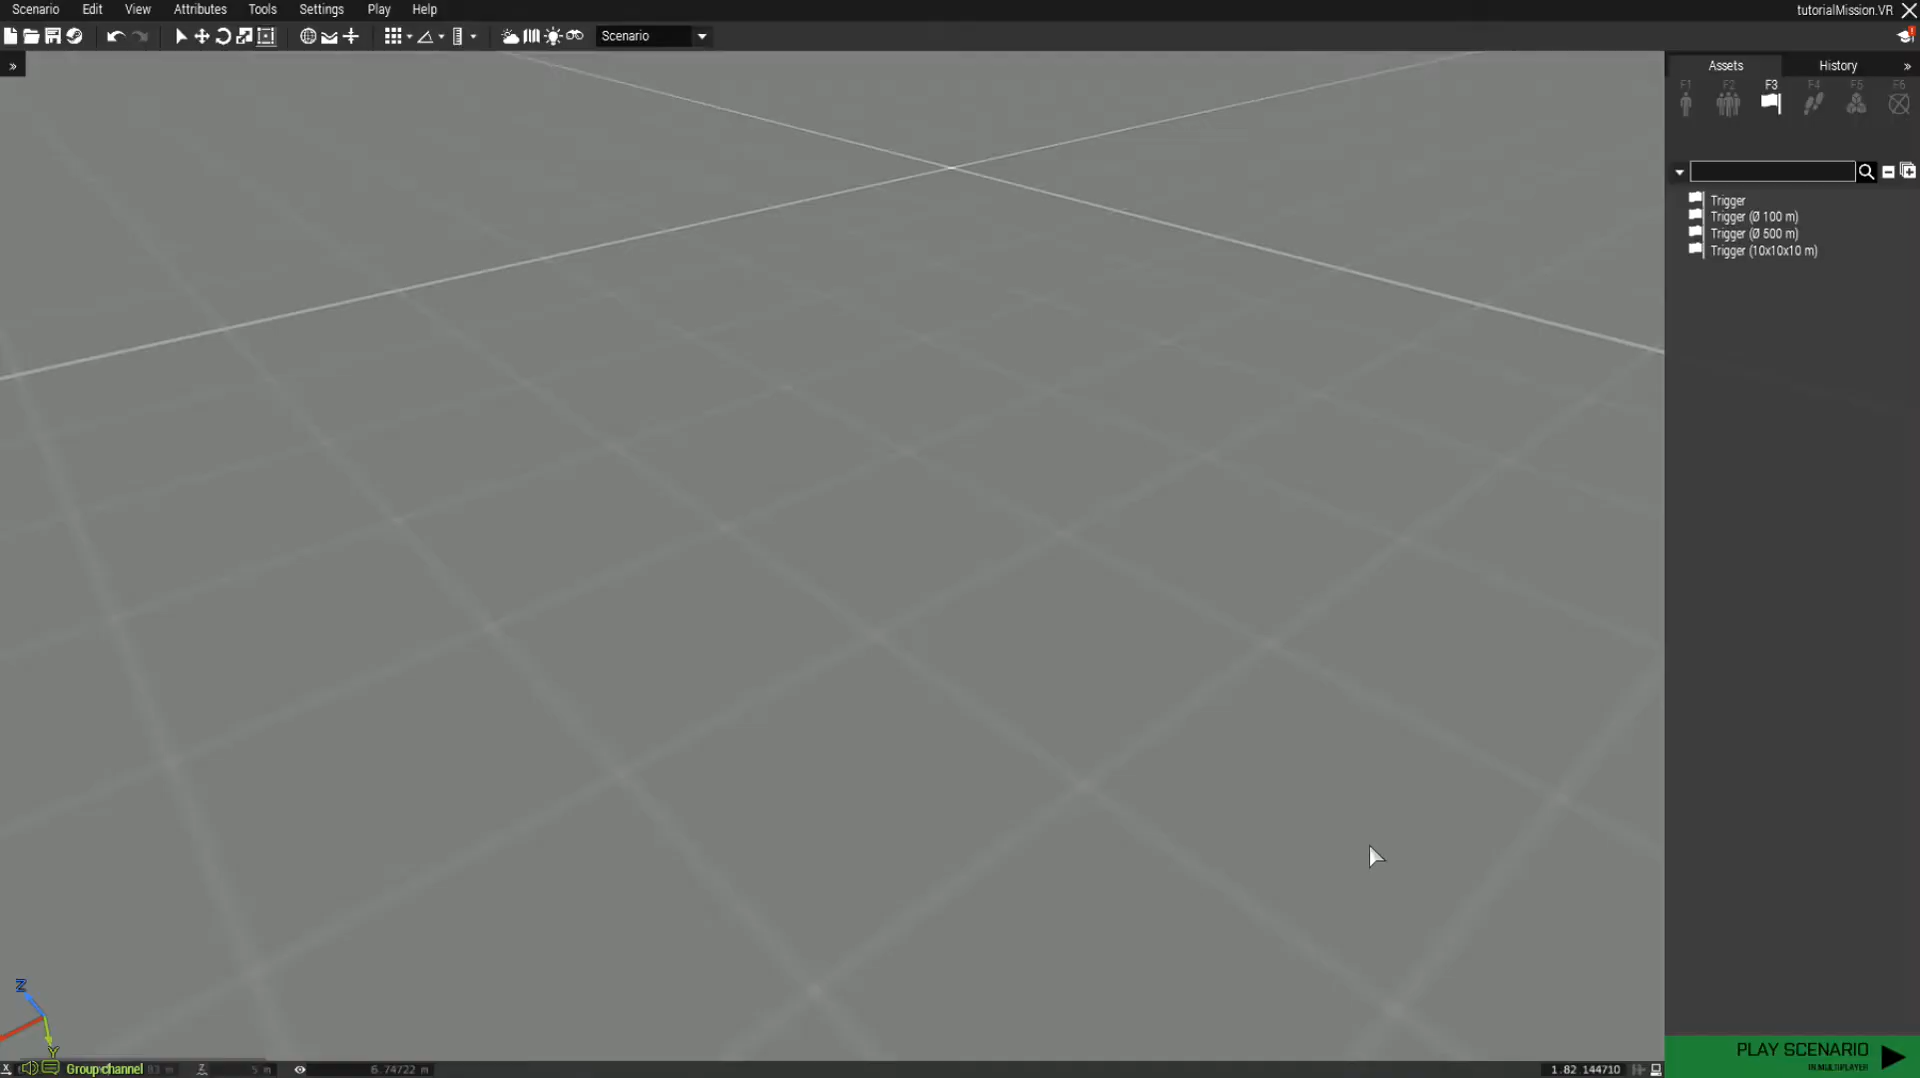 Scenario Edit View Attributes Tools Settings Play Help
tutorialMission.VR
Scenario
Assets History »
»
F1 F2 F3 F4 F5 F6
Trigger
Trigger (Ø 100 m)
Trigger (Ø 500 m)
Trigger (10x10x10 m)
Z
Y
PLAY SCENARIO
IN MULTIPLAYER
X Group channel Z 5 m 6.74722 m 1.82.144710